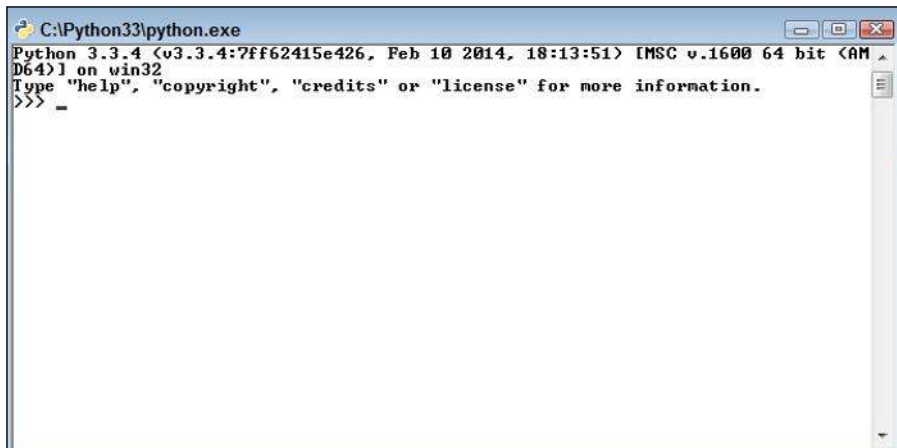 C:\Python33\python.exe
Python 3.3.4 (v3.3.4:7ff62415e426, Feb 10 2014, 18:13:51) [MSC v.1600 64 bit (AM
D64)] on win32
Type "help", "copyright", "credits" or "license" for more information.
>>> _